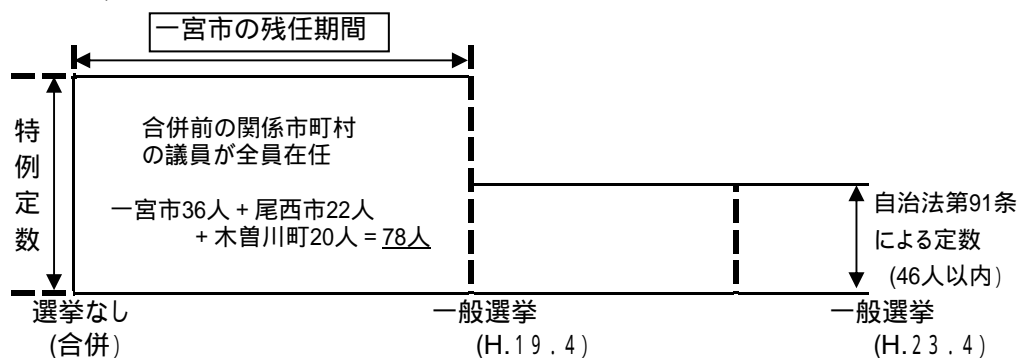 一宮市の残任期間
特例定数
合併前の関係市町村
の議員が全員在任
一宮市36人 + 尾西市22人
+ 木曽川町20人 = 78人
自治法第91条
による定数
(46人以内)
選挙なし
(合併)
一般選挙
(H.19.4)
一般選挙
(H.23.4)